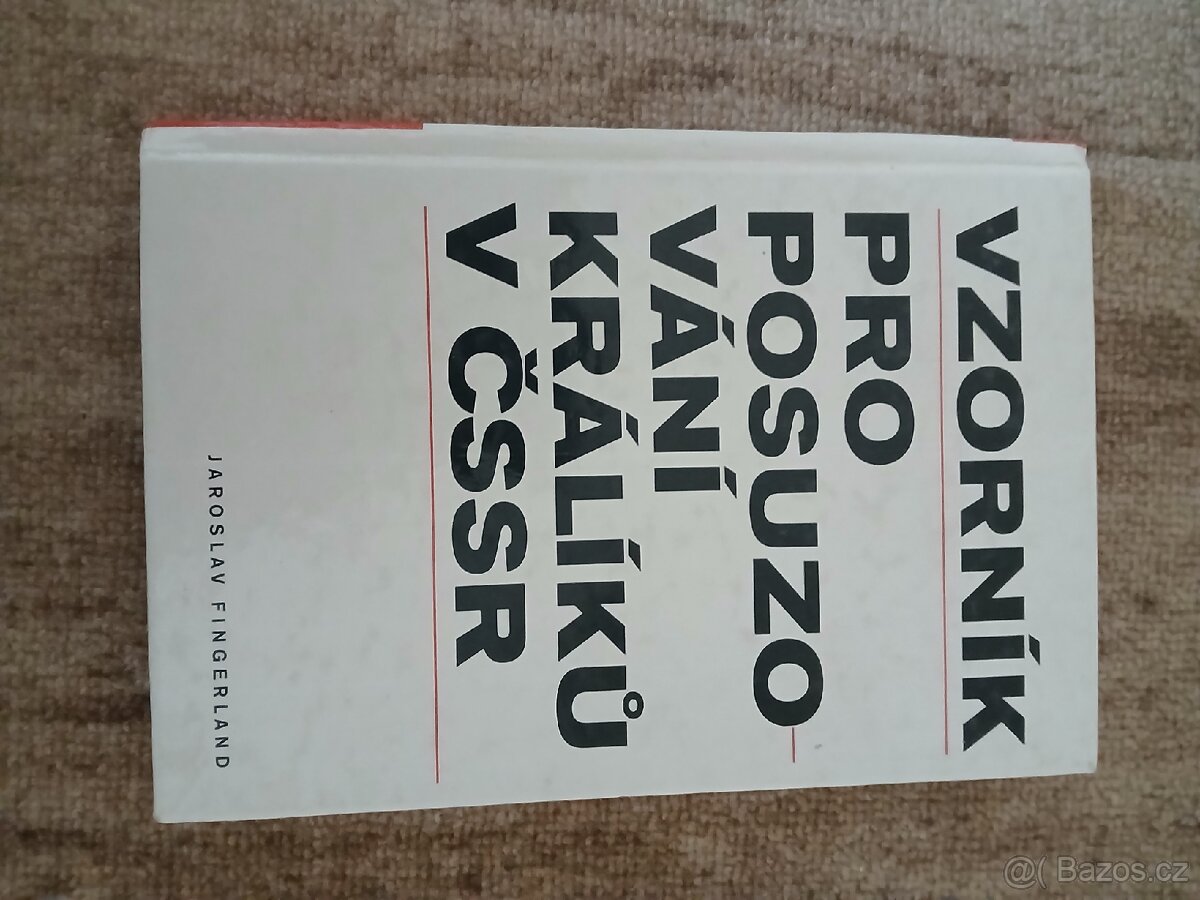 VZORNÍK
PRO
POSUZO
VÁNÍ
KRÁLÍKŮ
V ČSSR
JAROSLAV FINGERLAND
@( Bazos.cz